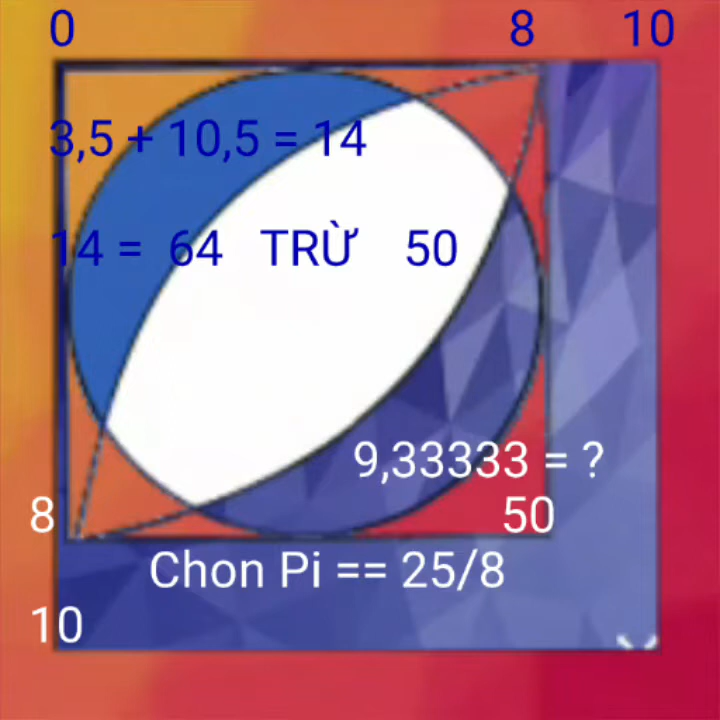 0 8 10
3,5 + 10,5 = 14
14 = 64 TRỪ 50
9,33333 = ?
8 50
Chon Pi == 25/8
10